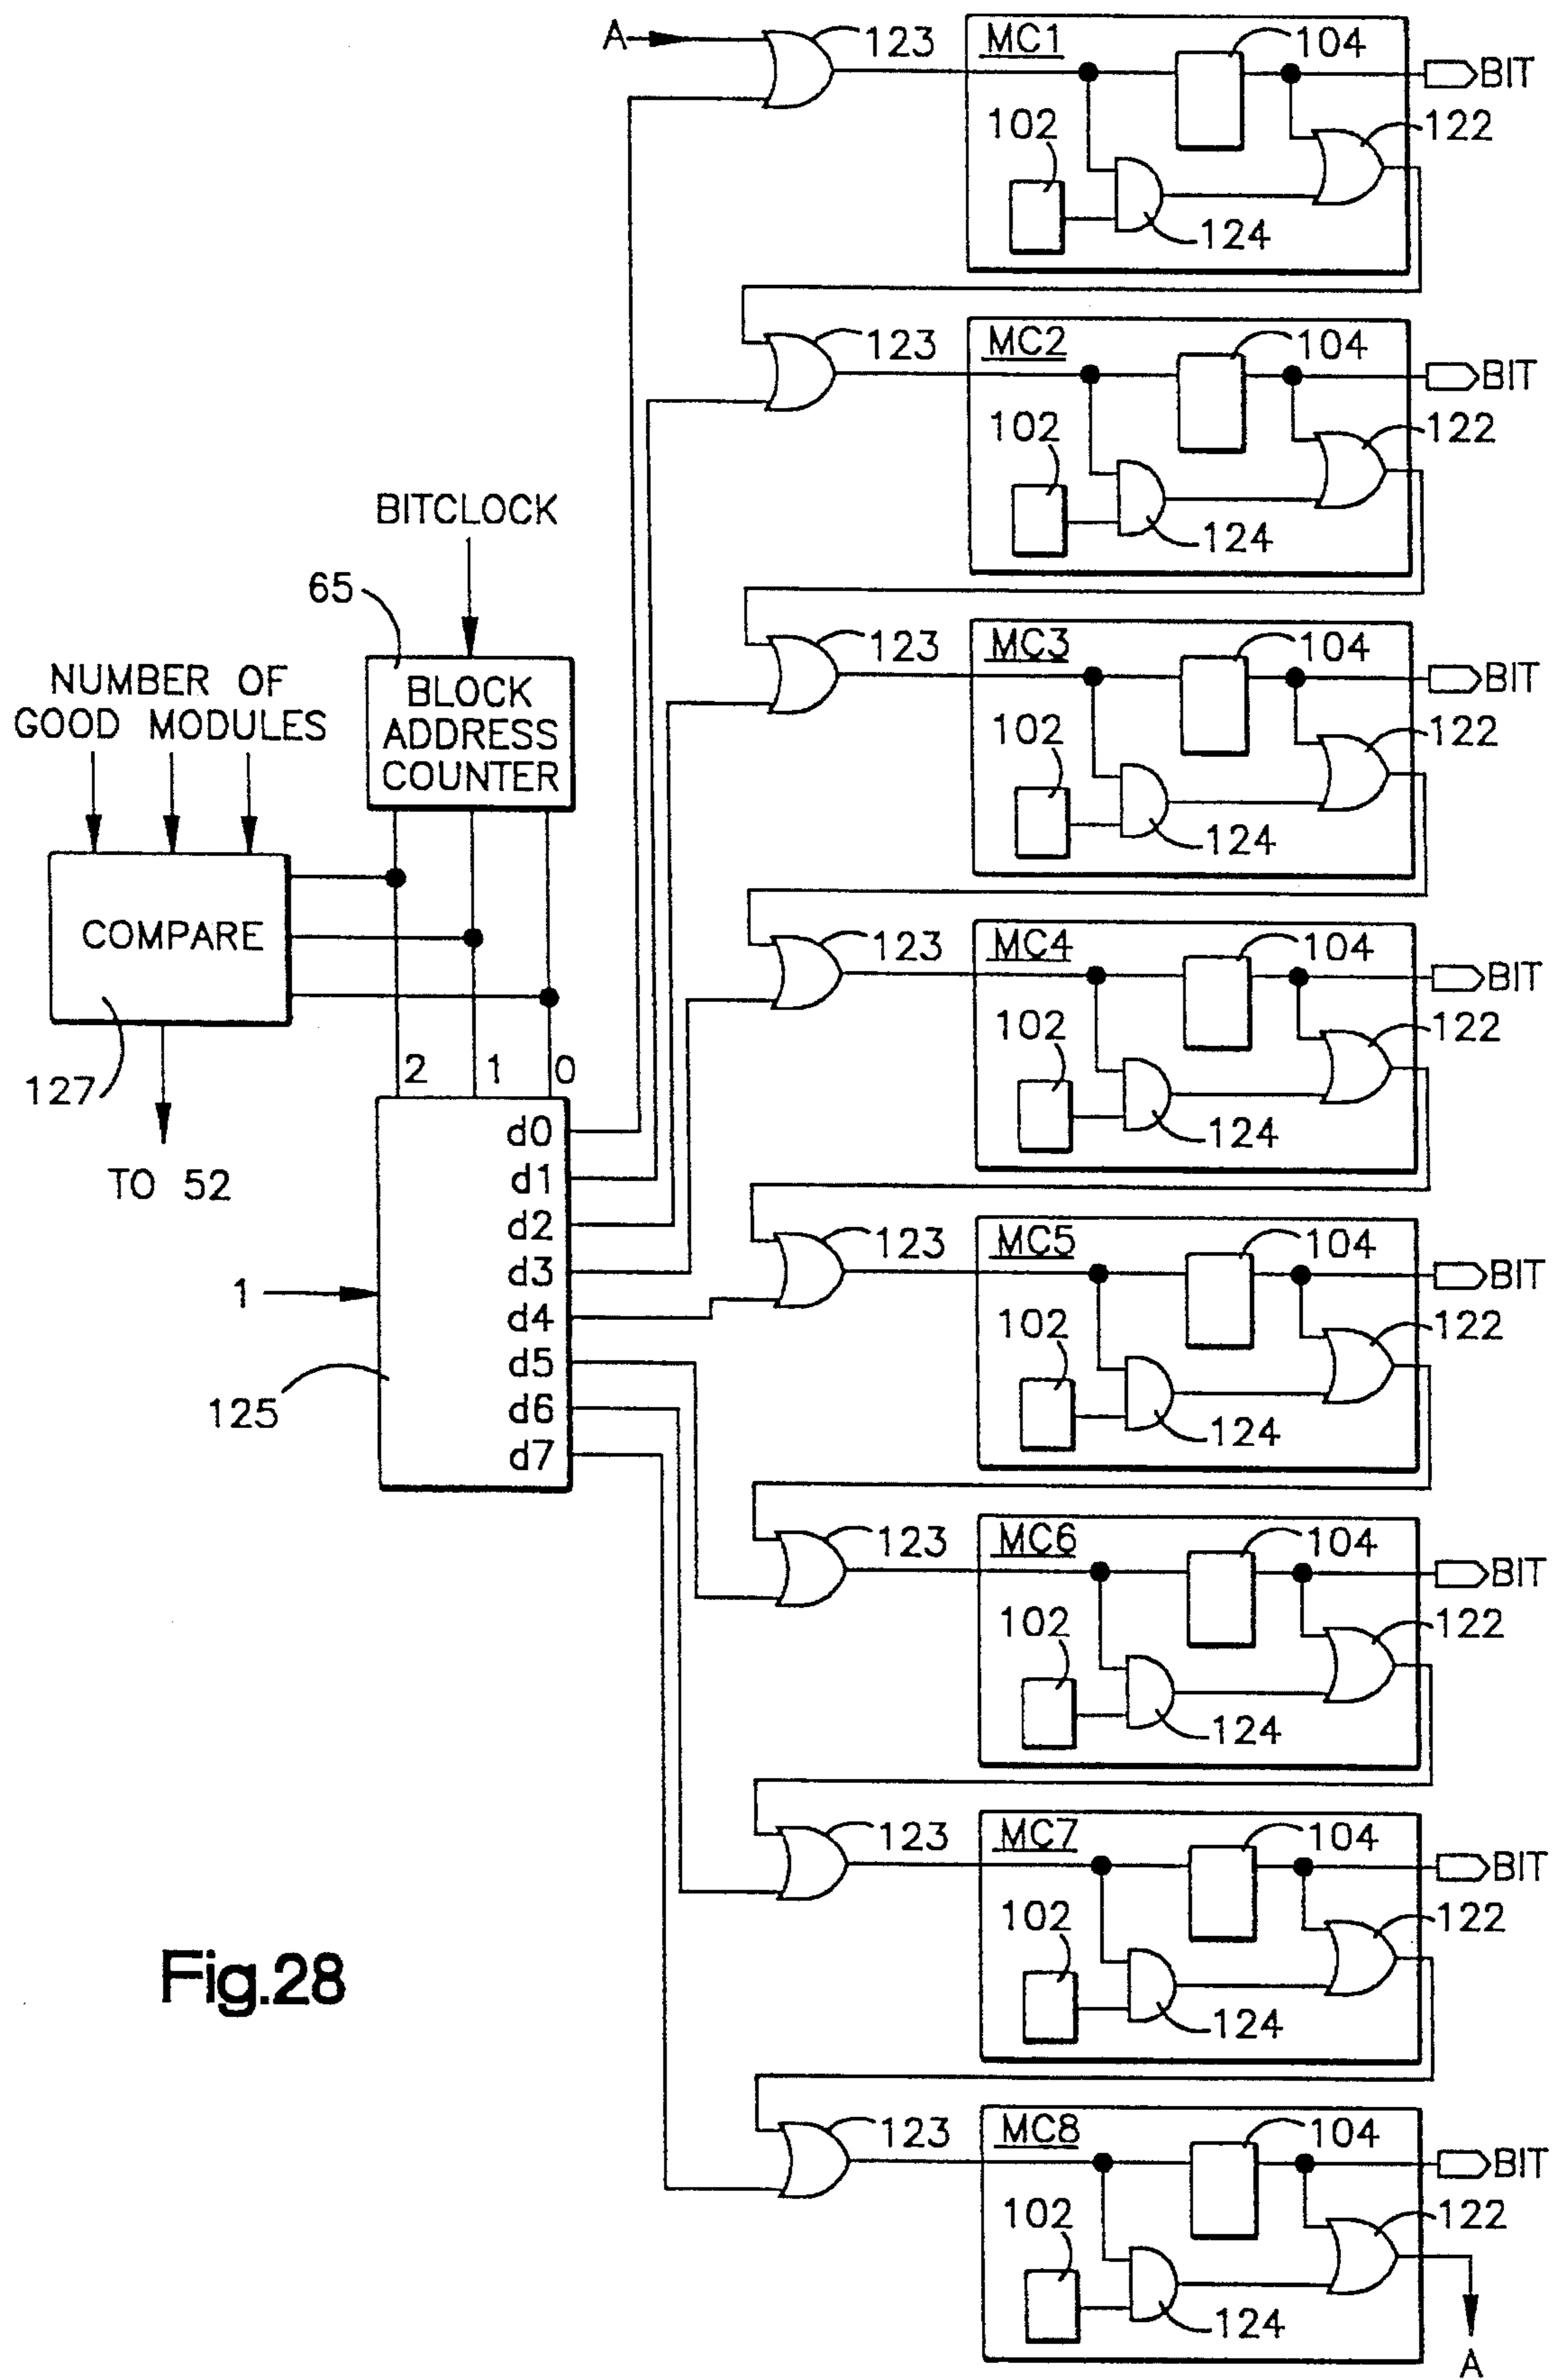 A
123
MC1
104
BIT
102
122
124
123
MC2
104
BIT
102
122
124
BITCLOCK
65
BLOCK
ADDRESS
COUNTER
NUMBER OF
GOOD MODULES
123
MC3
104
BIT
102
122
124
COMPARE
127
TO 52
2
1
0
123
MC4
104
BIT
102
122
124
d0
d1
d2
d3
d4
d5
d6
d7
1
125
123
MC5
104
BIT
102
122
124
123
MC6
104
BIT
102
122
124
123
MC7
104
BIT
102
122
124
Fig.28
123
MC8
104
BIT
102
122
124
A